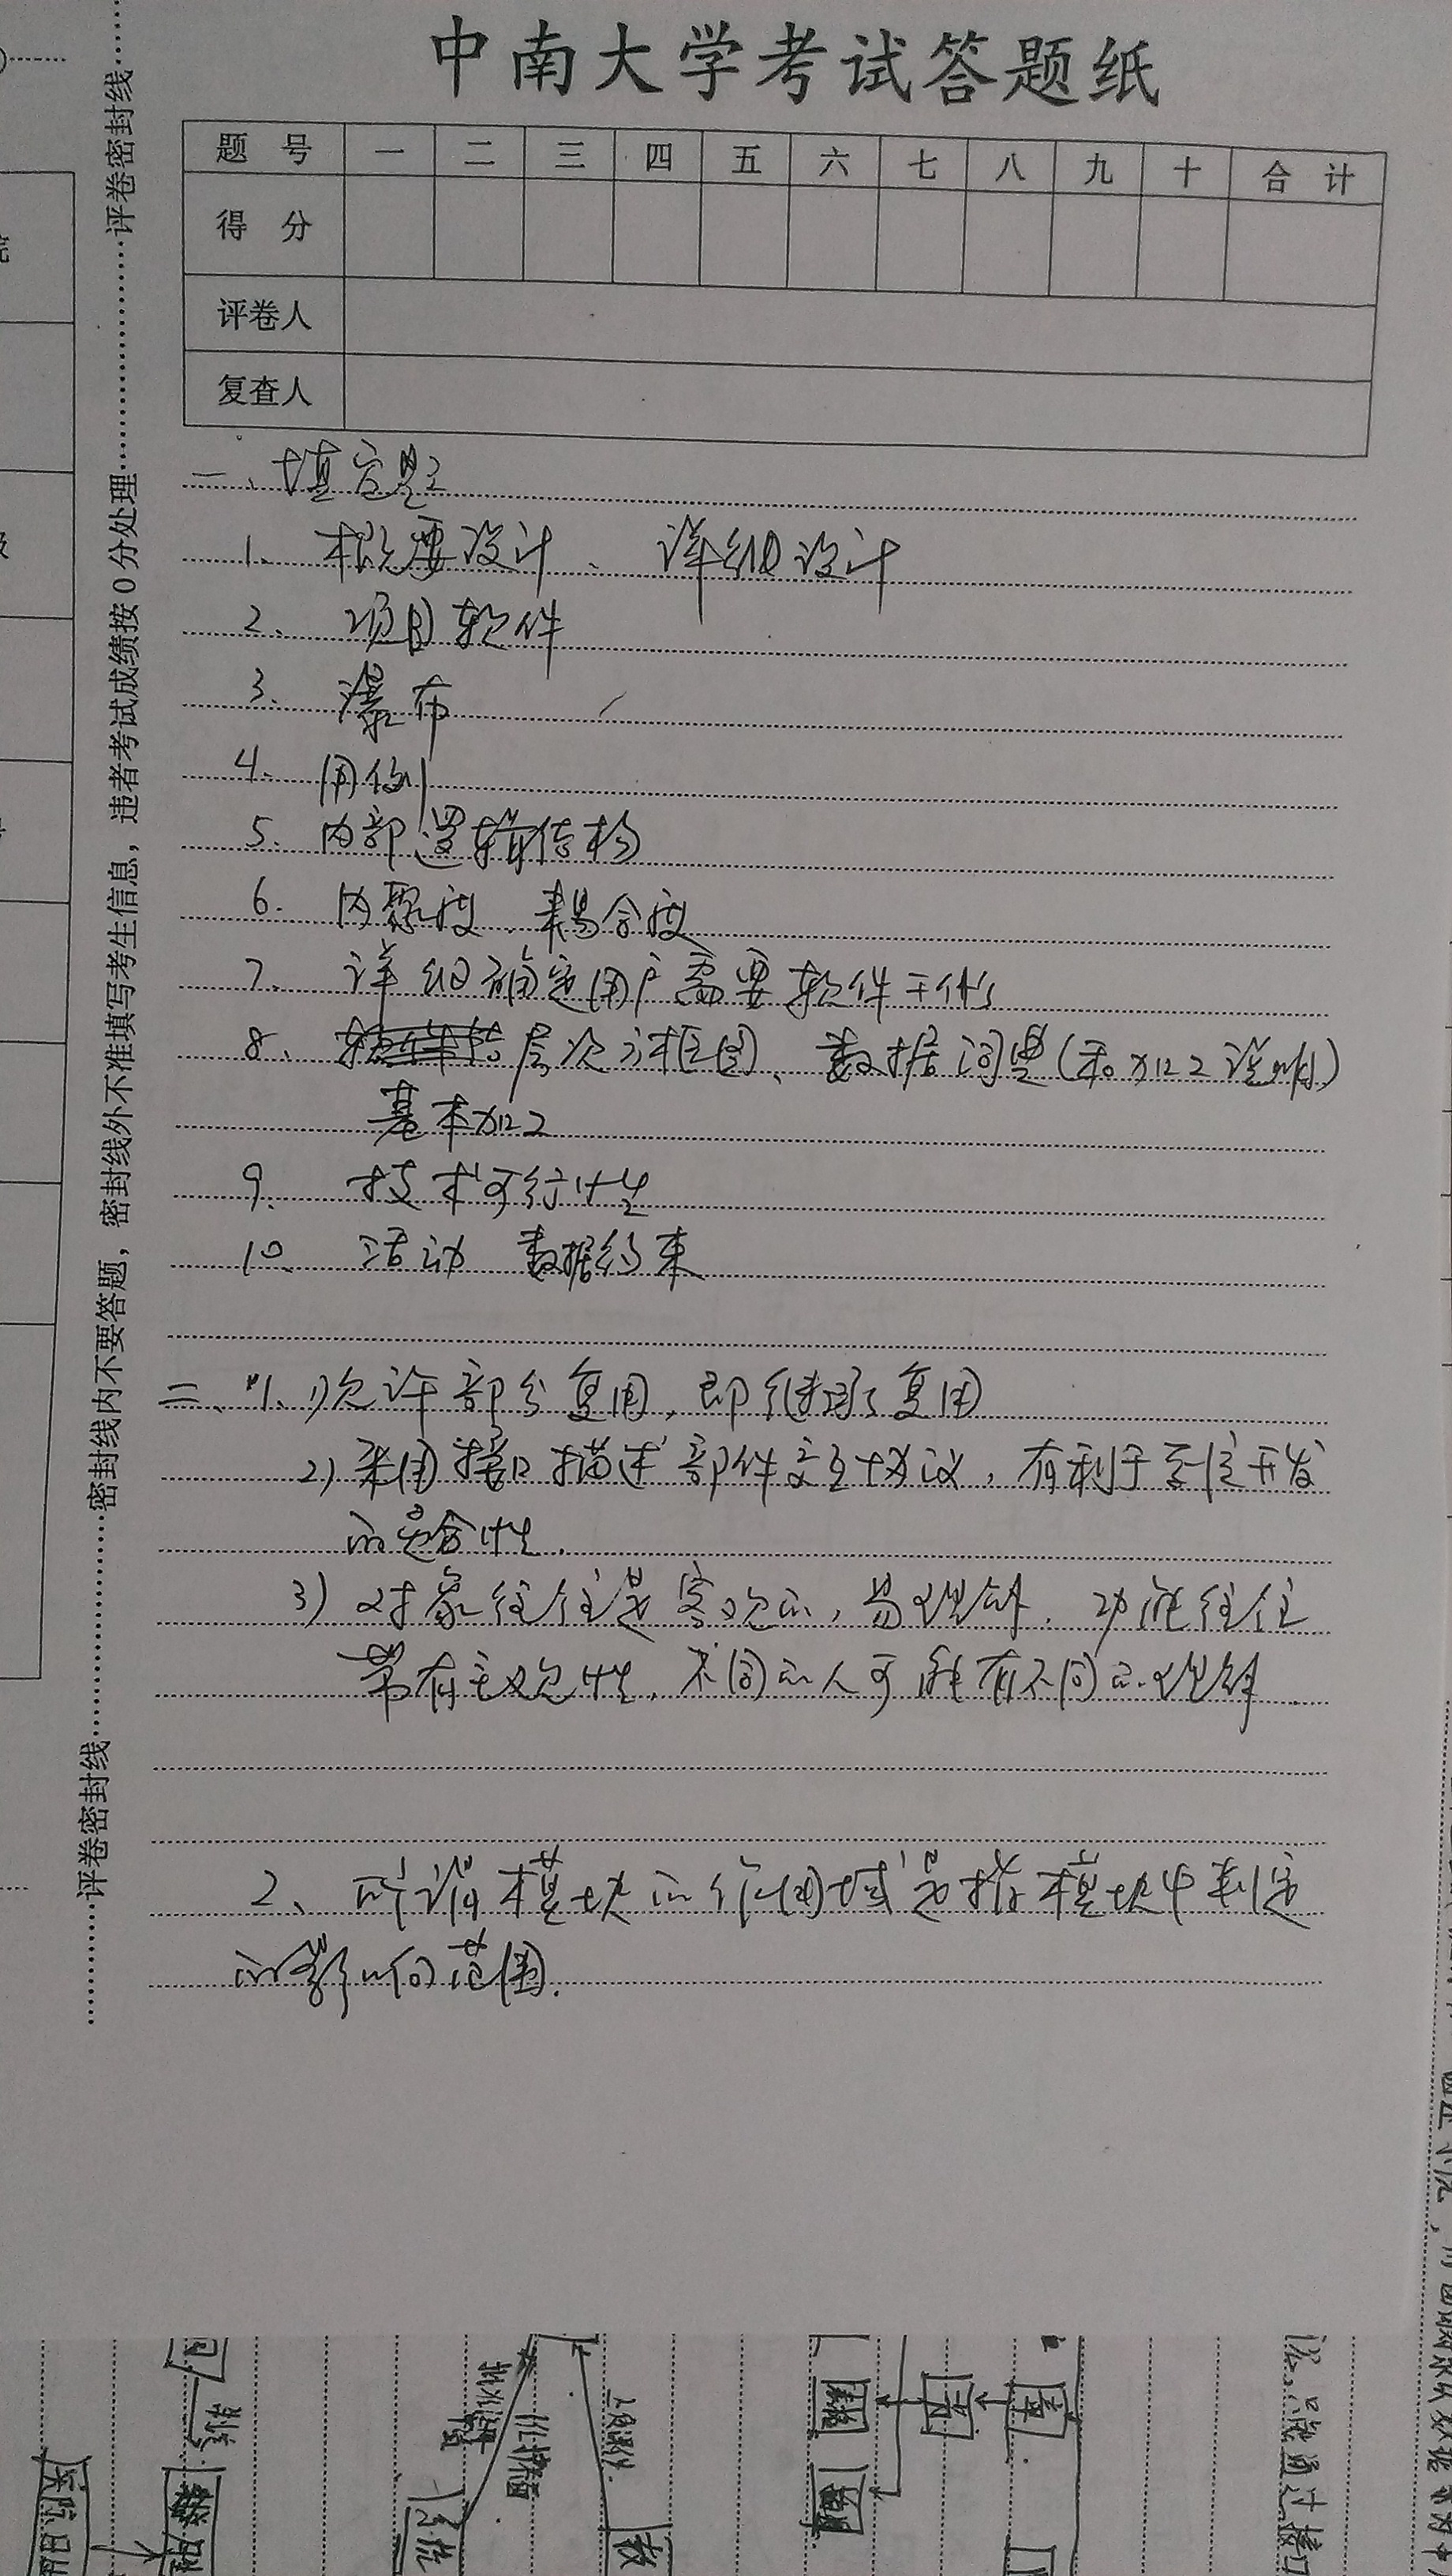 中南大学考试答题纸
题 号 一 二 三 四 五 六 七 八 九 十 合 计
得 分
评卷人
复查人
一、填空题
1、概要设计、详细设计
2、项目软件
3、瀑布
4、用例
5、内部逻辑结构
6、内聚度、耦合度
7、详细确定用户需要软件干什么
8、层次方框图、数据词典(和加工说明)
基本加工
9、技术可行性
10、活动 数据约束
二、1、1)允许部分复用,即继承复用
2)采用接口描述部件交互协议,有利于系统开发
的
3)对象往往是客观的,易理解.功能往往
带有主观性,不同的人可能有不同的理解.
2、所谓模块的作用域是指模块中判定
的影响范围.
评卷密封线 密封线内不要答题,密封线外不准填写考生信息,违者考试成绩按 0 分处理 评卷密封线
只能通过接口